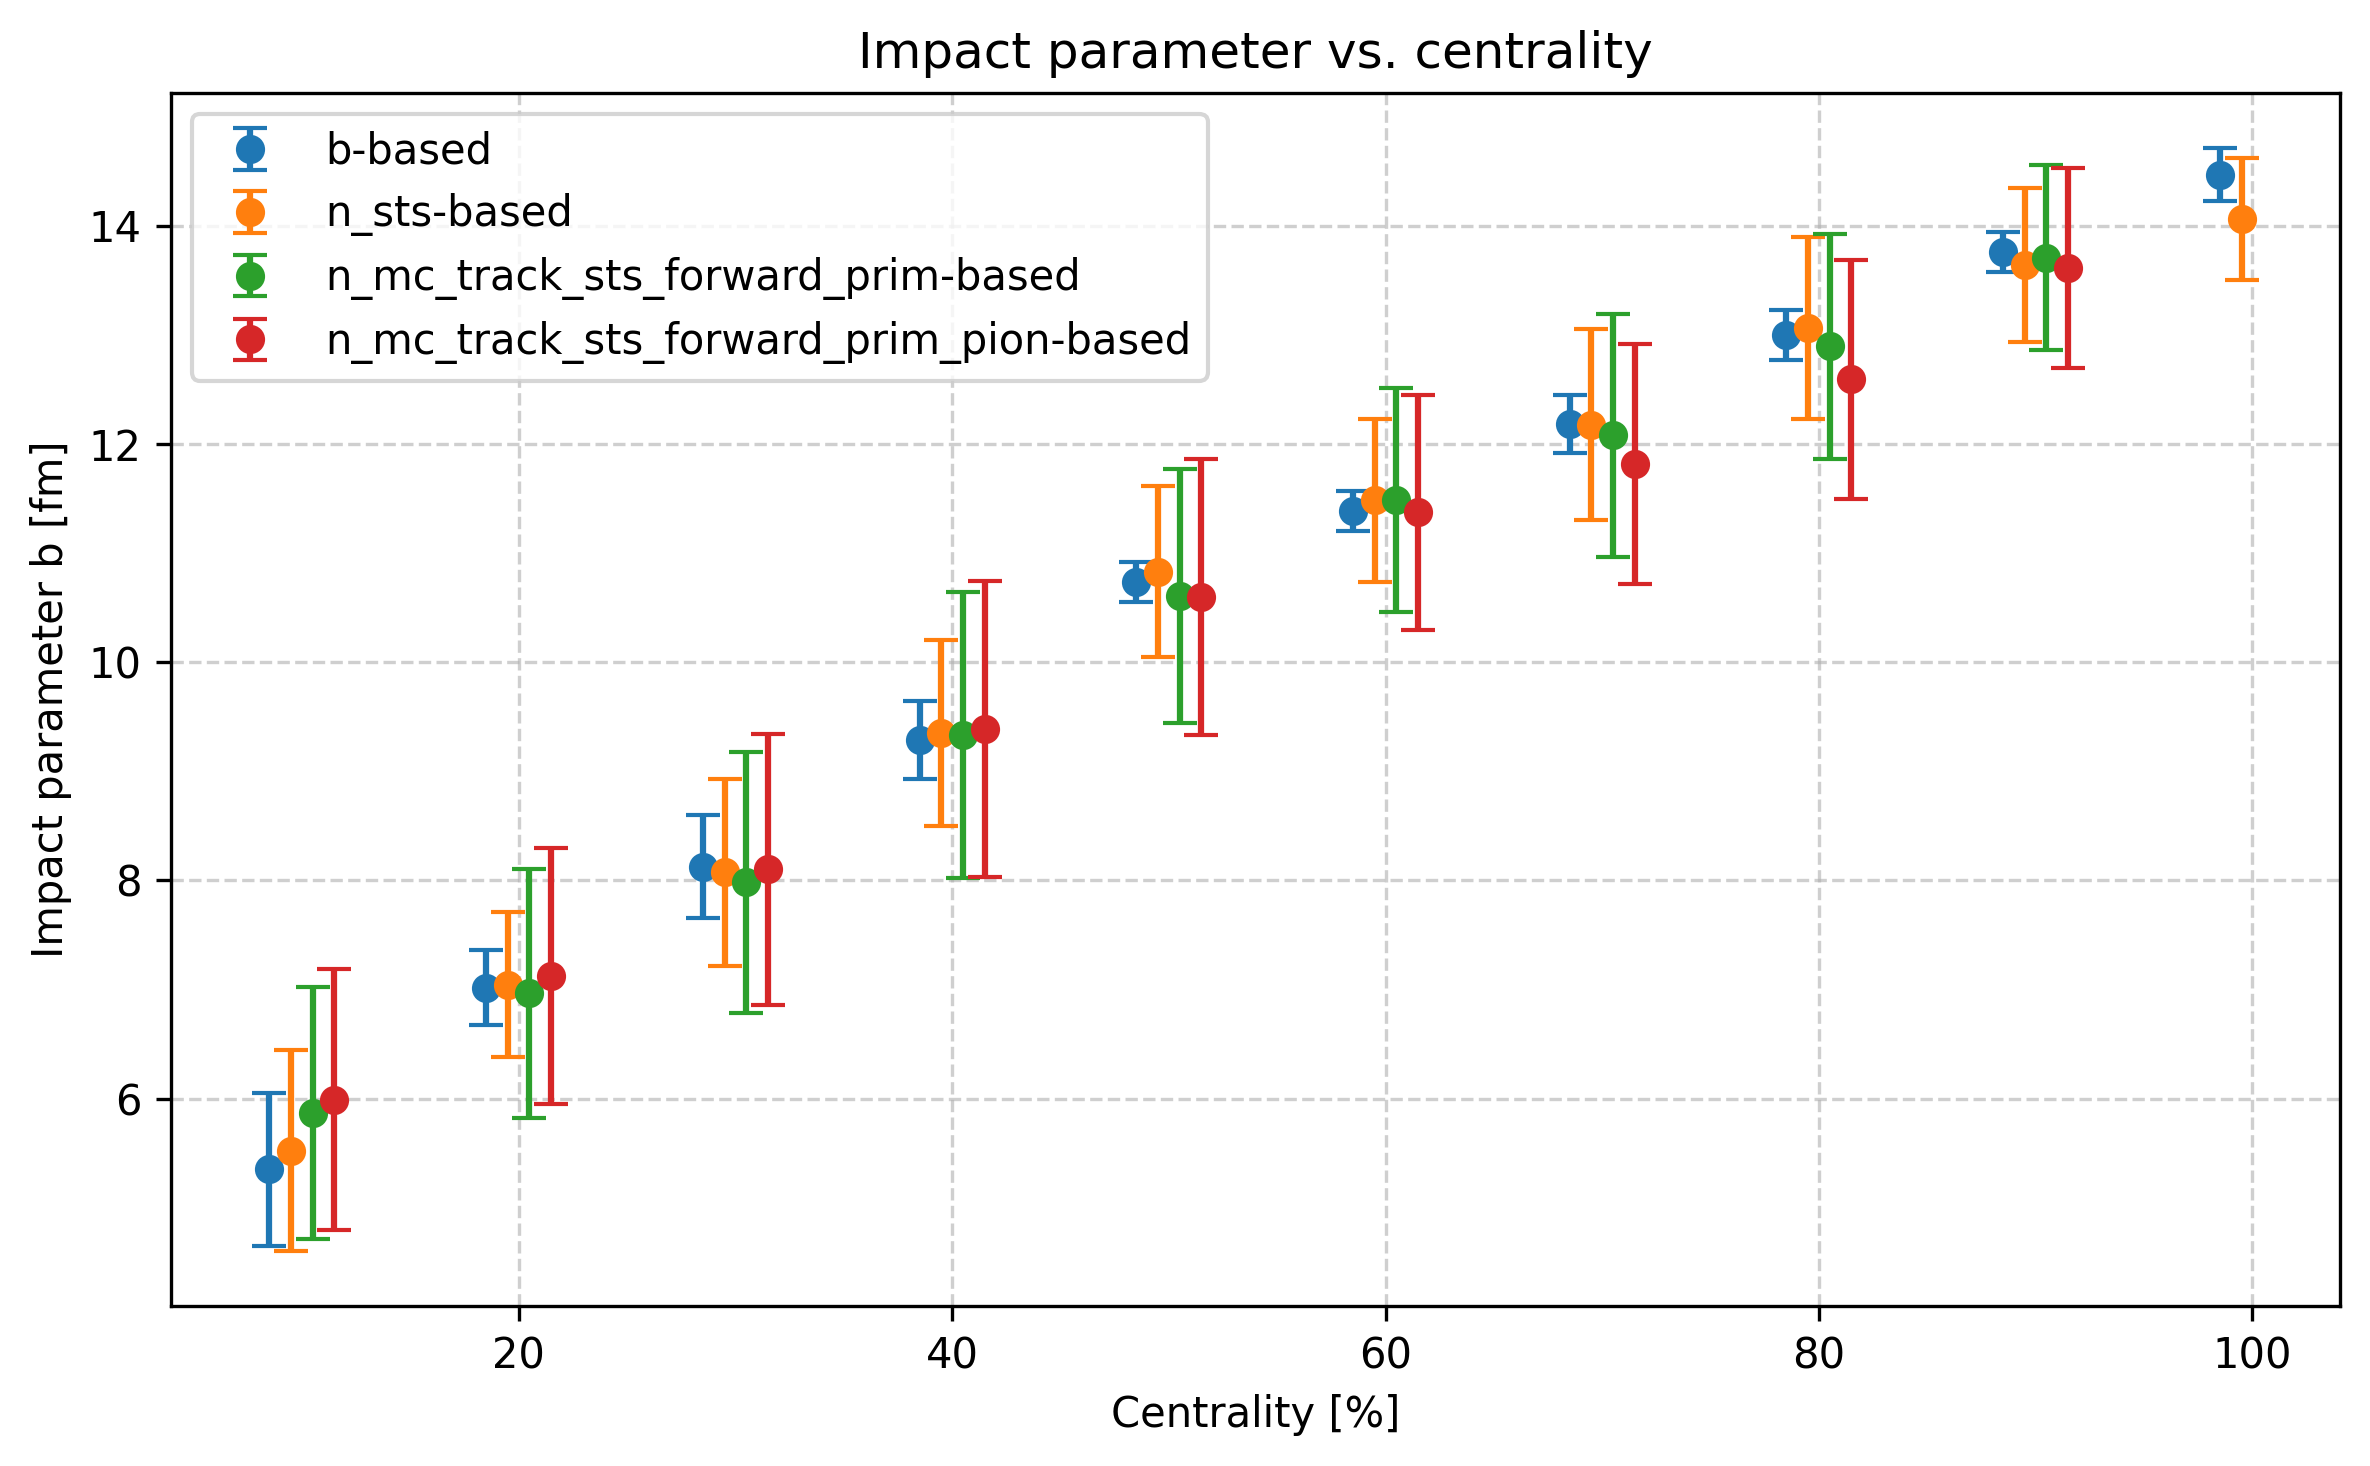 Impact parameter vs. centrality
b-based
n_sts-based
n_mc_track_sts_forward_prim-based
n_mc_track_sts_forward_prim_pion-based
Impact parameter b [fm]
14
12
10
8
6
20 40 60 80 100
Centrality [%]